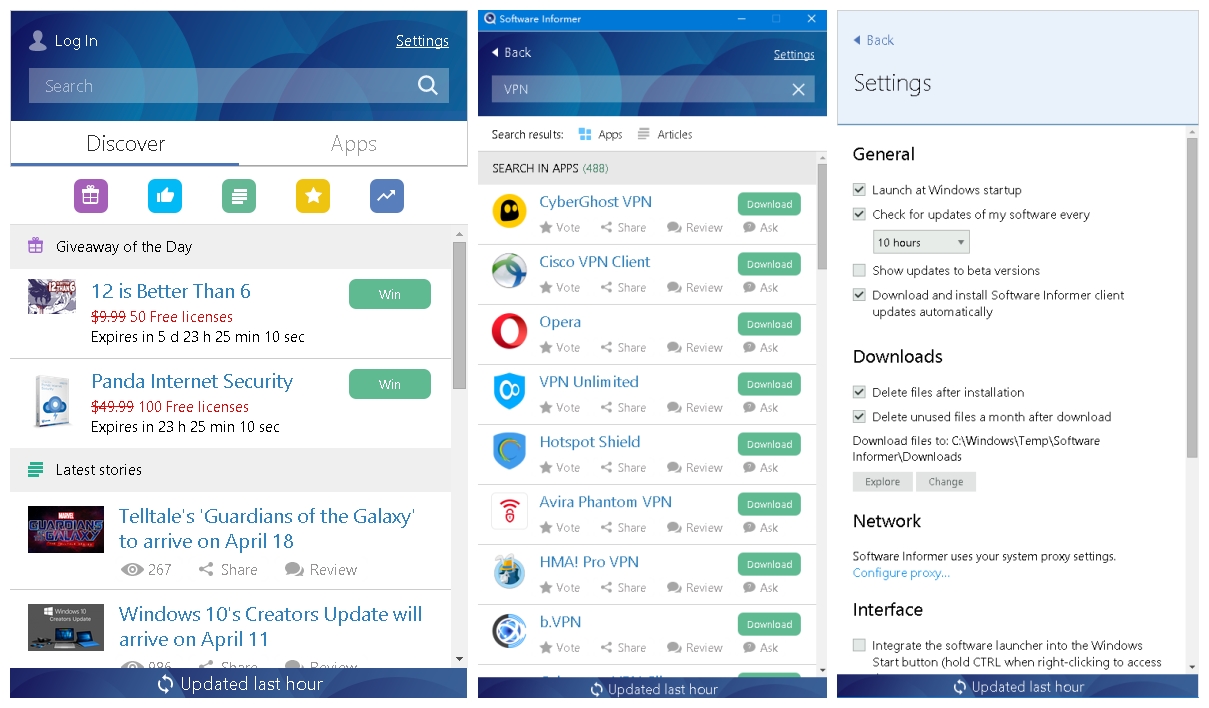 Log In
Settings
Search
Discover
Apps
Giveaway of the Day
12 is Better Than 6
Win
$9.99 50 Free licenses
Expires in 5 d 23 h 25 min 10 sec
Panda Internet Security
Win
$49.99 100 Free licenses
Expires in 23 h 25 min 10 sec
Latest stories
MARVEL
GUARDIANS
OF THE
GALAXY
Telltale's 'Guardians of the Galaxy'
to arrive on April 18
267 Share Review
Windows 10
Creators Update
Windows 10's Creators Update will
arrive on April 11
986 Share Review
Updated last hour
Software Informer
Back
Settings
VPN
Search results: Apps Articles
SEARCH IN APPS (488)
CyberGhost VPN
Download
Vote Share Review Ask
Cisco VPN Client
Download
Vote Share Review Ask
Opera
Download
Vote Share Review Ask
VPN Unlimited
Download
Vote Share Review Ask
Hotspot Shield
Download
Vote Share Review Ask
Avira Phantom VPN
Download
Vote Share Review Ask
HMA! Pro VPN
Download
Vote Share Review Ask
b.VPN
Download
Vote Share Review Ask
Updated last hour
Back
Settings
General
Launch at Windows startup
Check for updates of my software every
10 hours
Show updates to beta versions
Download and install Software Informer client
updates automatically
Downloads
Delete files after installation
Delete unused files a month after download
Download files to: C:\Windows\Temp\Software
Informer\Downloads
Explore Change
Network
Software Informer uses your system proxy settings.
Configure proxy...
Interface
Integrate the software launcher into the Windows
Start button (hold CTRL when right-clicking to access
Updated last hour